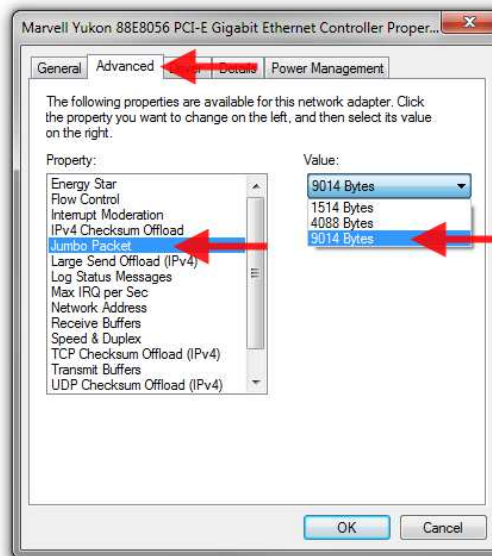 Marvell Yukon 88E8056 PCI-E Gigabit Ethernet Controller Proper...
General Advanced Driver Details Power Management
The following properties are available for this network adapter. Click
the property you want to change on the left, and then select its value
on the right.
Property:
Value:
Energy Star
Flow Control
Interrupt Moderation
IPv4 Checksum Offload
Jumbo Packet
Large Send Offload (IPv4)
Log Status Messages
Max IRQ per Sec
Network Address
Receive Buffers
Speed & Duplex
TCP Checksum Offload (IPv4)
Transmit Buffers
UDP Checksum Offload (IPv4)
9014 Bytes
1514 Bytes
4088 Bytes
9014 Bytes
OK Cancel